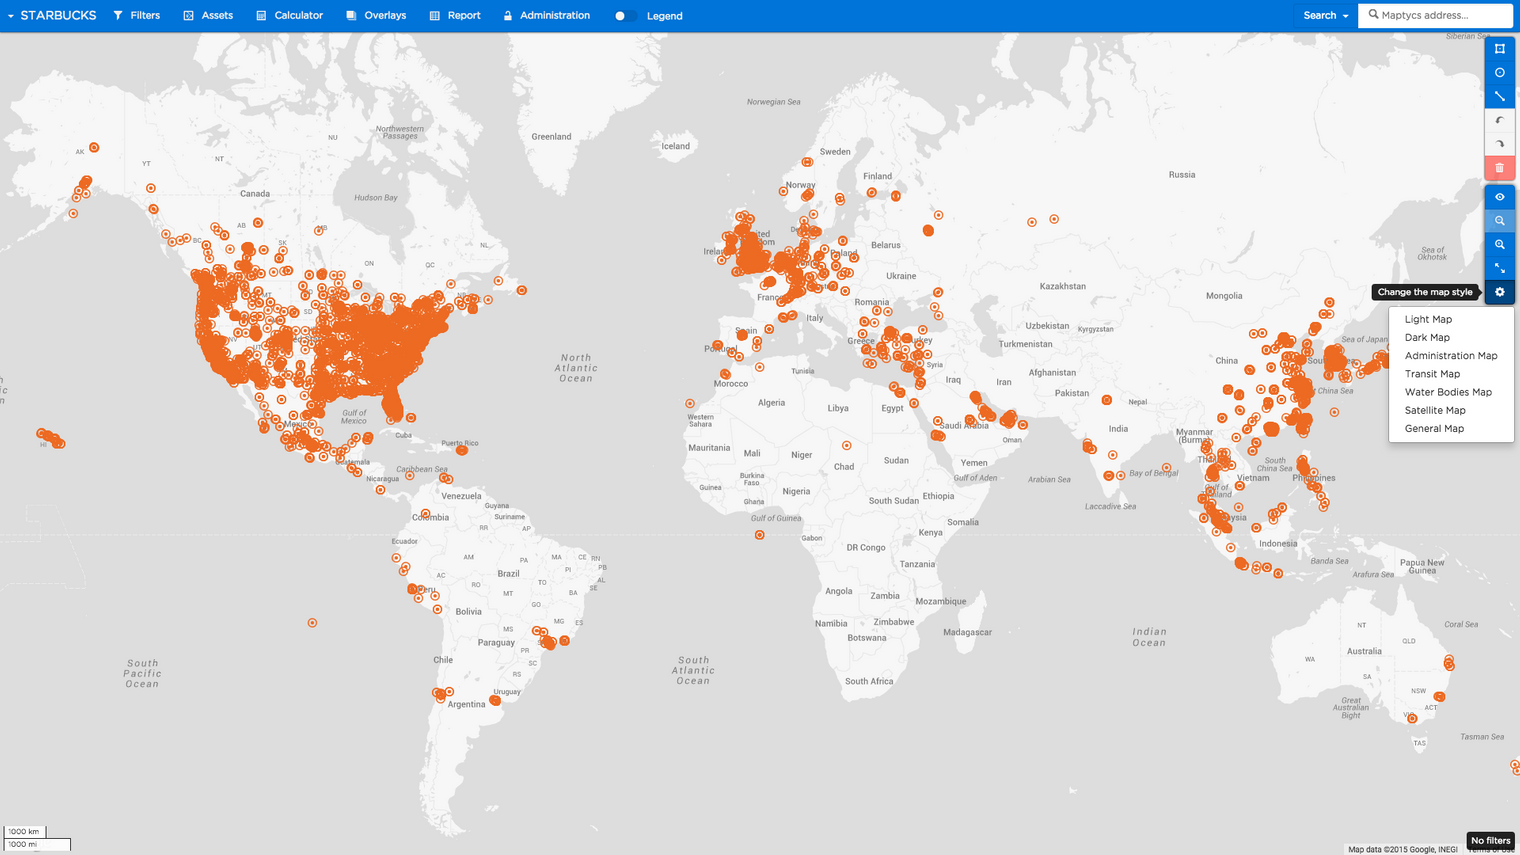 STARBUCKS Filters Assets Calculator Overlays Report Administration Legend Search Maptycs address...
Siberian Sea
Norwegian Sea
Greenland
Iceland
Sweden
Finland
Norway
Russia
Northwestern
Passages
NU
AK
YT
NT
Canada
Hudson Bay
AB
SK
BC
NL
ON
QC
MT
SD
NV
UT
Ireland
Belarus
Poland
Ukraine
France
Romania
Italy
Spain
Portugal
Greece
Syria
Kazakhstan
Mongolia
Sea of
Okhotsk
Change the map style
Light Map
Dark Map
Administration Map
Transit Map
Water Bodies Map
Satellite Map
General Map
Uzbekistan
Kyrgyzstan
Turkmenistan
Sea of Japan
China
Afghanistan
Iraq
Iran
Pakistan
Nepal
India
Myanmar
(Burma)
North
Atlantic
Ocean
Gulf of
Mexico
Mexico
Cuba
Puerto Rico
HI
Guatemala
Caribbean Sea
Nicaragua
Morocco
Tunisia
Algeria
Libya
Egypt
Western
Sahara
Saudi Arabia
Oman
Mauritania
Mali
Niger
Chad
Sudan
Yemen
Gulf of Aden
Arabian Sea
Bay of Bengal
South
China Sea
Vietnam
Philippines
Gulf of
Thailand
Laccadive Sea
Burkina
Faso
Guinea
Ghana
Nigeria
South Sudan
Ethiopia
Somalia
Gulf of Guinea
Gabon
Kenya
DR Congo
Tanzania
Venezuela
Guyana
Suriname
Colombia
RR
AP
Ecuador
AM
PA
MA
CE
RN
PB
PI
AL
SE
AC
RO
TO
Brazil
Peru
MT
BA
GO
Bolivia
MG
ES
MS
Paraguay
PR
SC
RS
Chile
Uruguay
Argentina
Indonesia
Banda Sea
Arafura Sea
Papua New
Guinea
Angola
Zambia
Mozambique
Namibia
Zimbabwe
Botswana
Madagascar
South Africa
South
Pacific
Ocean
South
Atlantic
Ocean
Indian
Ocean
Coral Sea
NT
QLD
Australia
WA
SA
NSW
ACT
VIC
TAS
Great
Australian
Bight
Tasman Sea
1000 km
1000 mi
No filters
Map data ©2015 Google, INEGI Terms of Use